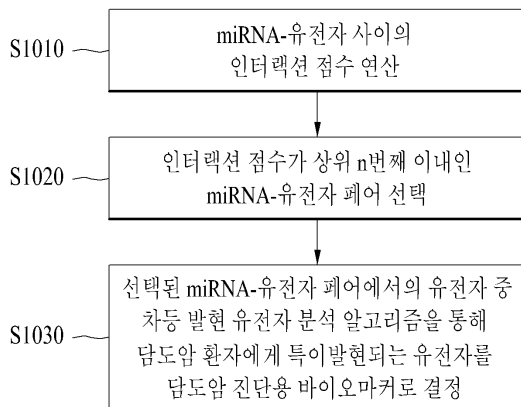 S1010
miRNA-유전자 사이의
인터랙션 점수 연산
S1020
인터랙션 점수가 상위 n번째 이내인
miRNA-유전자 페어 선택
S1030
선택된 miRNA-유전자 페어에서의 유전자 중
차등 발현 유전자 분석 알고리즘을 통해
담도암 환자에게 특이발현되는 유전자를
담도암 진단용 바이오마커로 결정